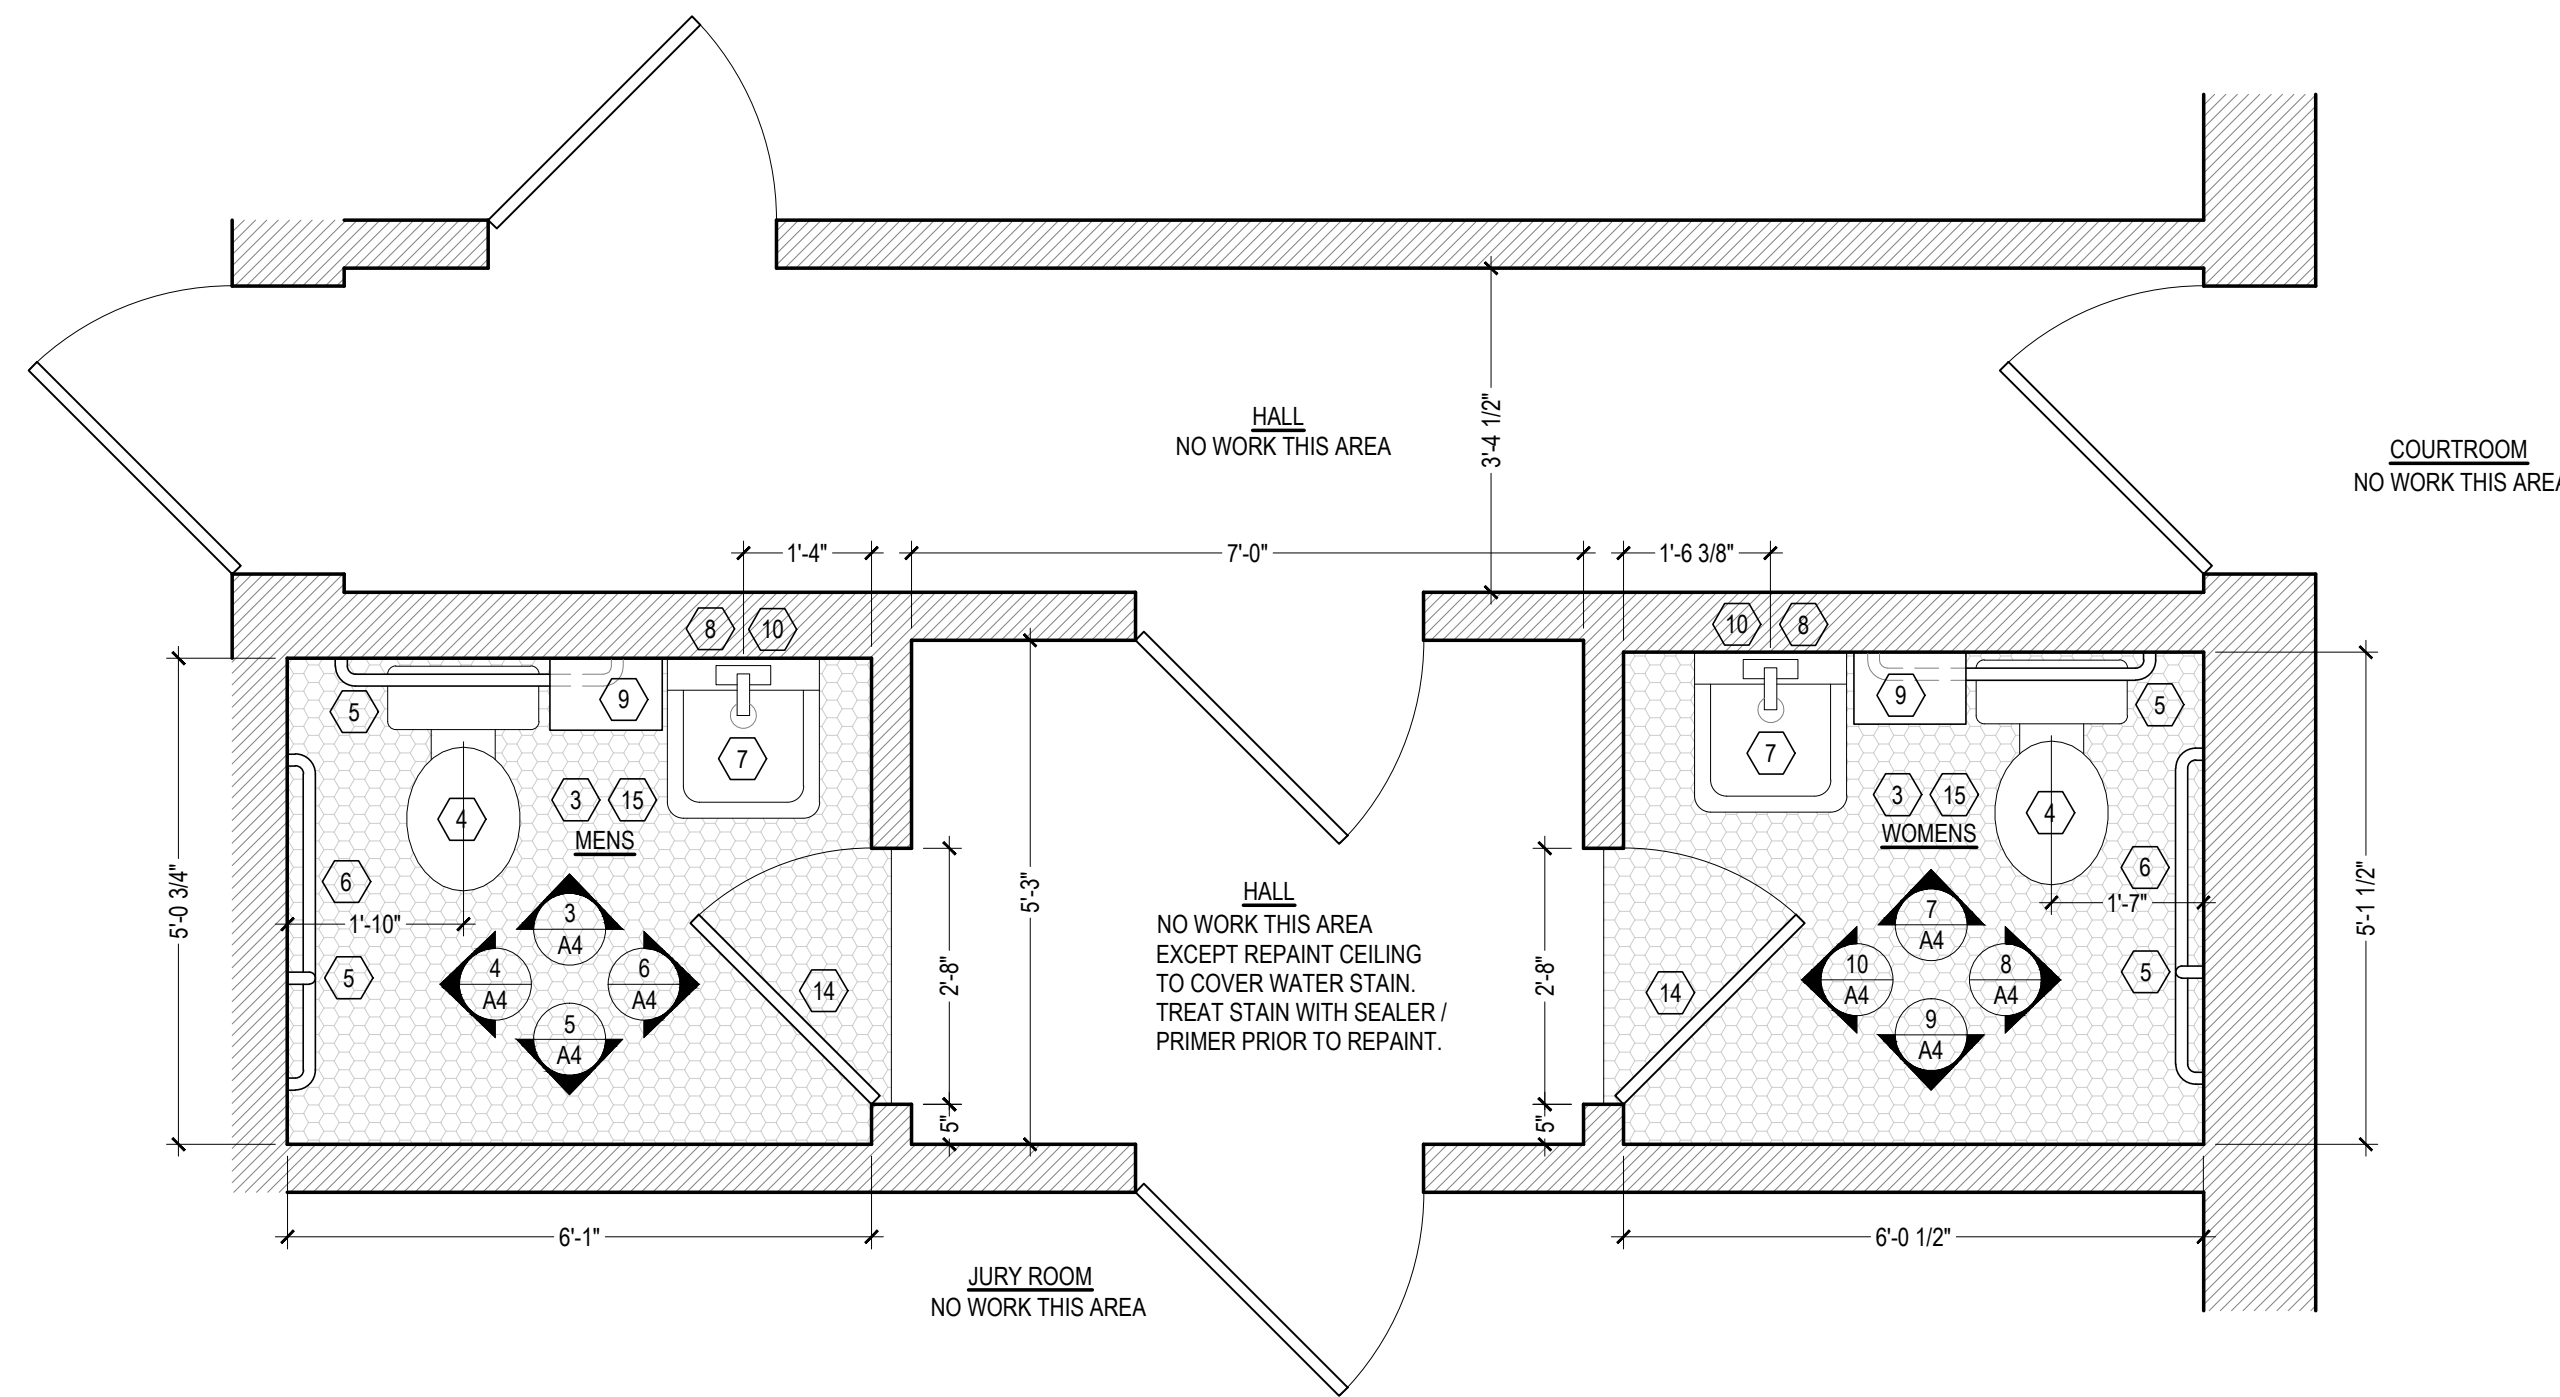 HALL
NO WORK THIS AREA
3'-4 1/2"
COURTROOM
NO WORK THIS AREA
1'-4"
7'-0"
1'-6 3/8"
8
10
10
8
5
9
7
4
3
15
MENS
6
1'-10"
5
3
A4
4
A4
6
A4
5
A4
14
5'-0 3/4"
6'-1"
2'-8"
5"
5'-3"
HALL
NO WORK THIS AREA
EXCEPT REPAINT CEILING
TO COVER WATER STAIN.
TREAT STAIN WITH SEALER /
PRIMER PRIOR TO REPAINT.
2'-8"
5"
7
9
5
3
15
WOMENS
4
6
1'-7"
5
7
A4
10
A4
8
A4
9
A4
14
5'-1 1/2"
6'-0 1/2"
JURY ROOM
NO WORK THIS AREA